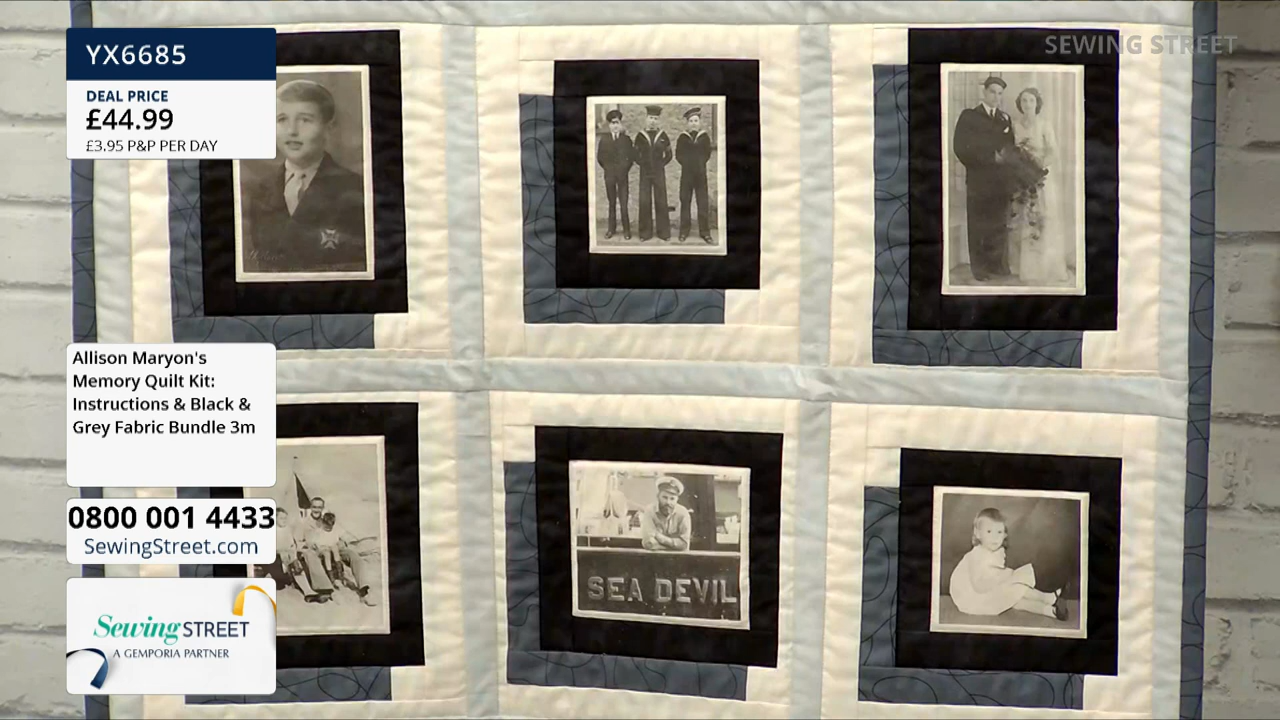 YX6685
DEAL PRICE
£44.99
£3.95 P&P PER DAY
SEWING STREET
Allison Maryon's
Memory Quilt Kit:
Instructions & Black &
Grey Fabric Bundle 3m
SEA DEVIL
0800 001 4433
SewingStreet.com
Sewing STREET
A GEMPORIA PARTNER